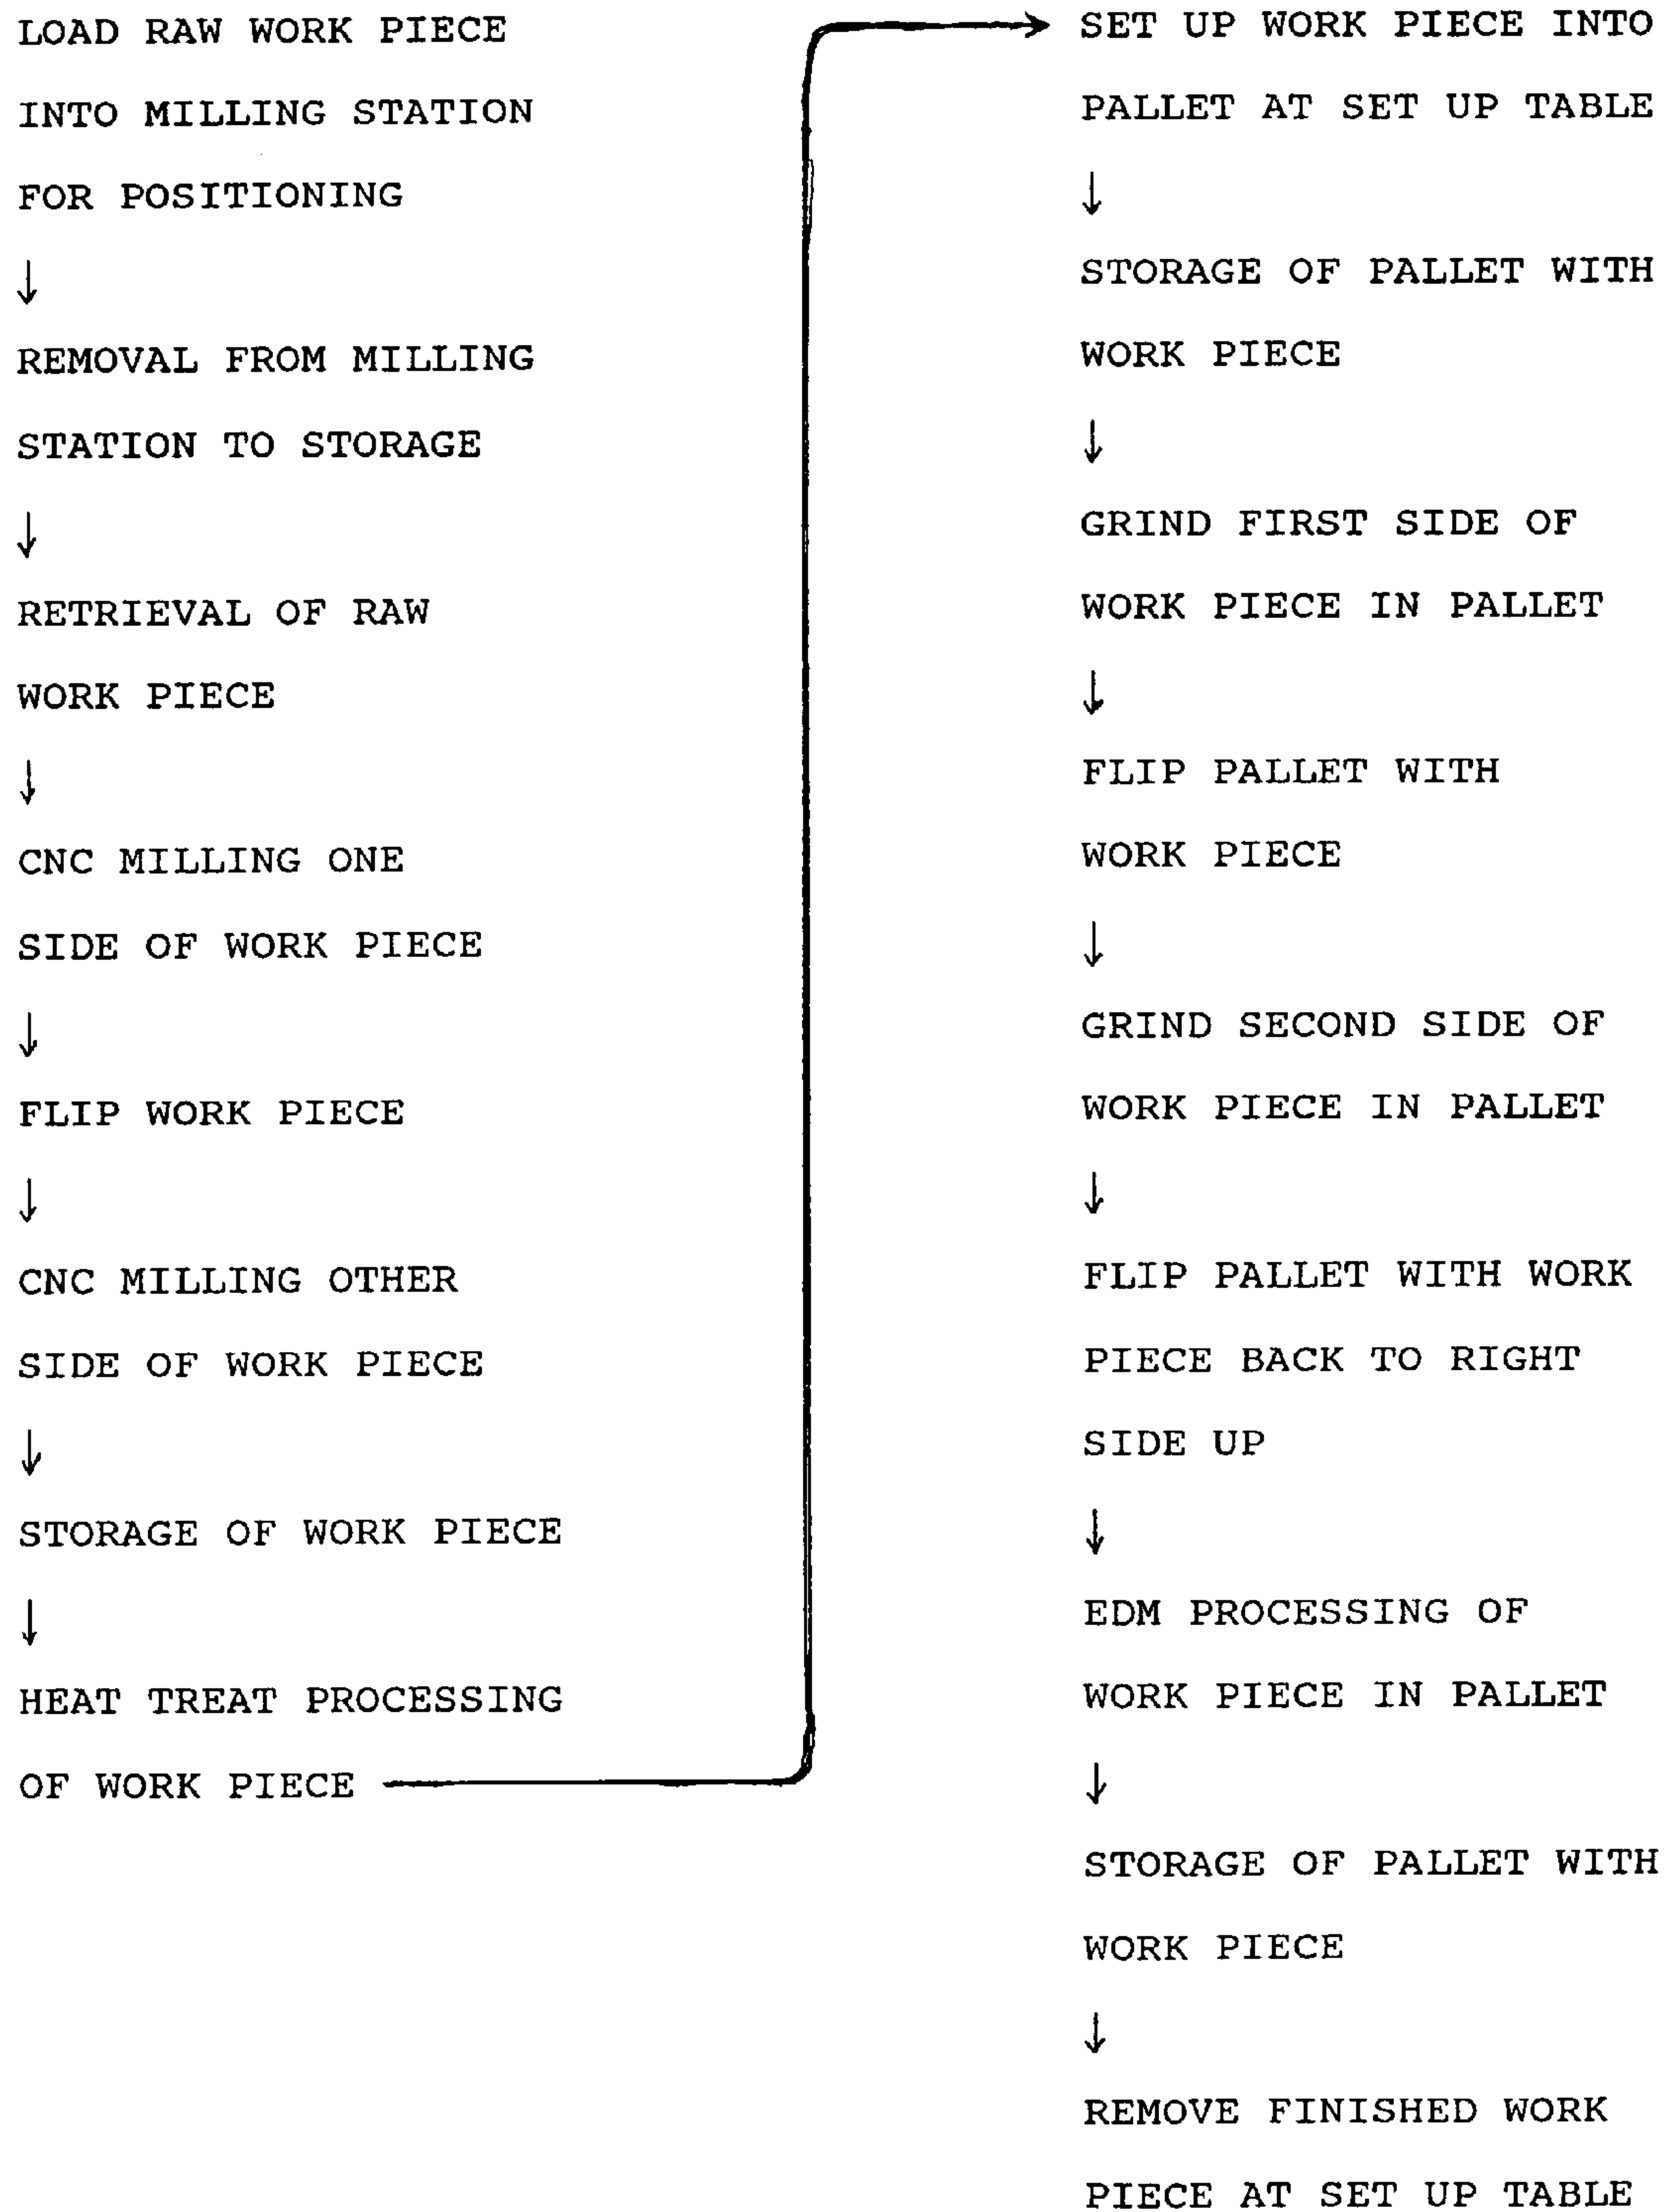 LOAD RAW WORK PIECE
INTO MILLING STATION
FOR POSITIONING
↓
REMOVAL FROM MILLING
STATION TO STORAGE
↓
RETRIEVAL OF RAW
WORK PIECE
↓
CNC MILLING ONE
SIDE OF WORK PIECE
↓
FLIP WORK PIECE
↓
CNC MILLING OTHER
SIDE OF WORK PIECE
↓
STORAGE OF WORK PIECE
↓
HEAT TREAT PROCESSING
OF WORK PIECE
SET UP WORK PIECE INTO
PALLET AT SET UP TABLE
↓
STORAGE OF PALLET WITH
WORK PIECE
↓
GRIND FIRST SIDE OF
WORK PIECE IN PALLET
↓
FLIP PALLET WITH
WORK PIECE
↓
GRIND SECOND SIDE OF
WORK PIECE IN PALLET
↓
FLIP PALLET WITH WORK
PIECE BACK TO RIGHT
SIDE UP
↓
EDM PROCESSING OF
WORK PIECE IN PALLET
↓
STORAGE OF PALLET WITH
WORK PIECE
↓
REMOVE FINISHED WORK
PIECE AT SET UP TABLE